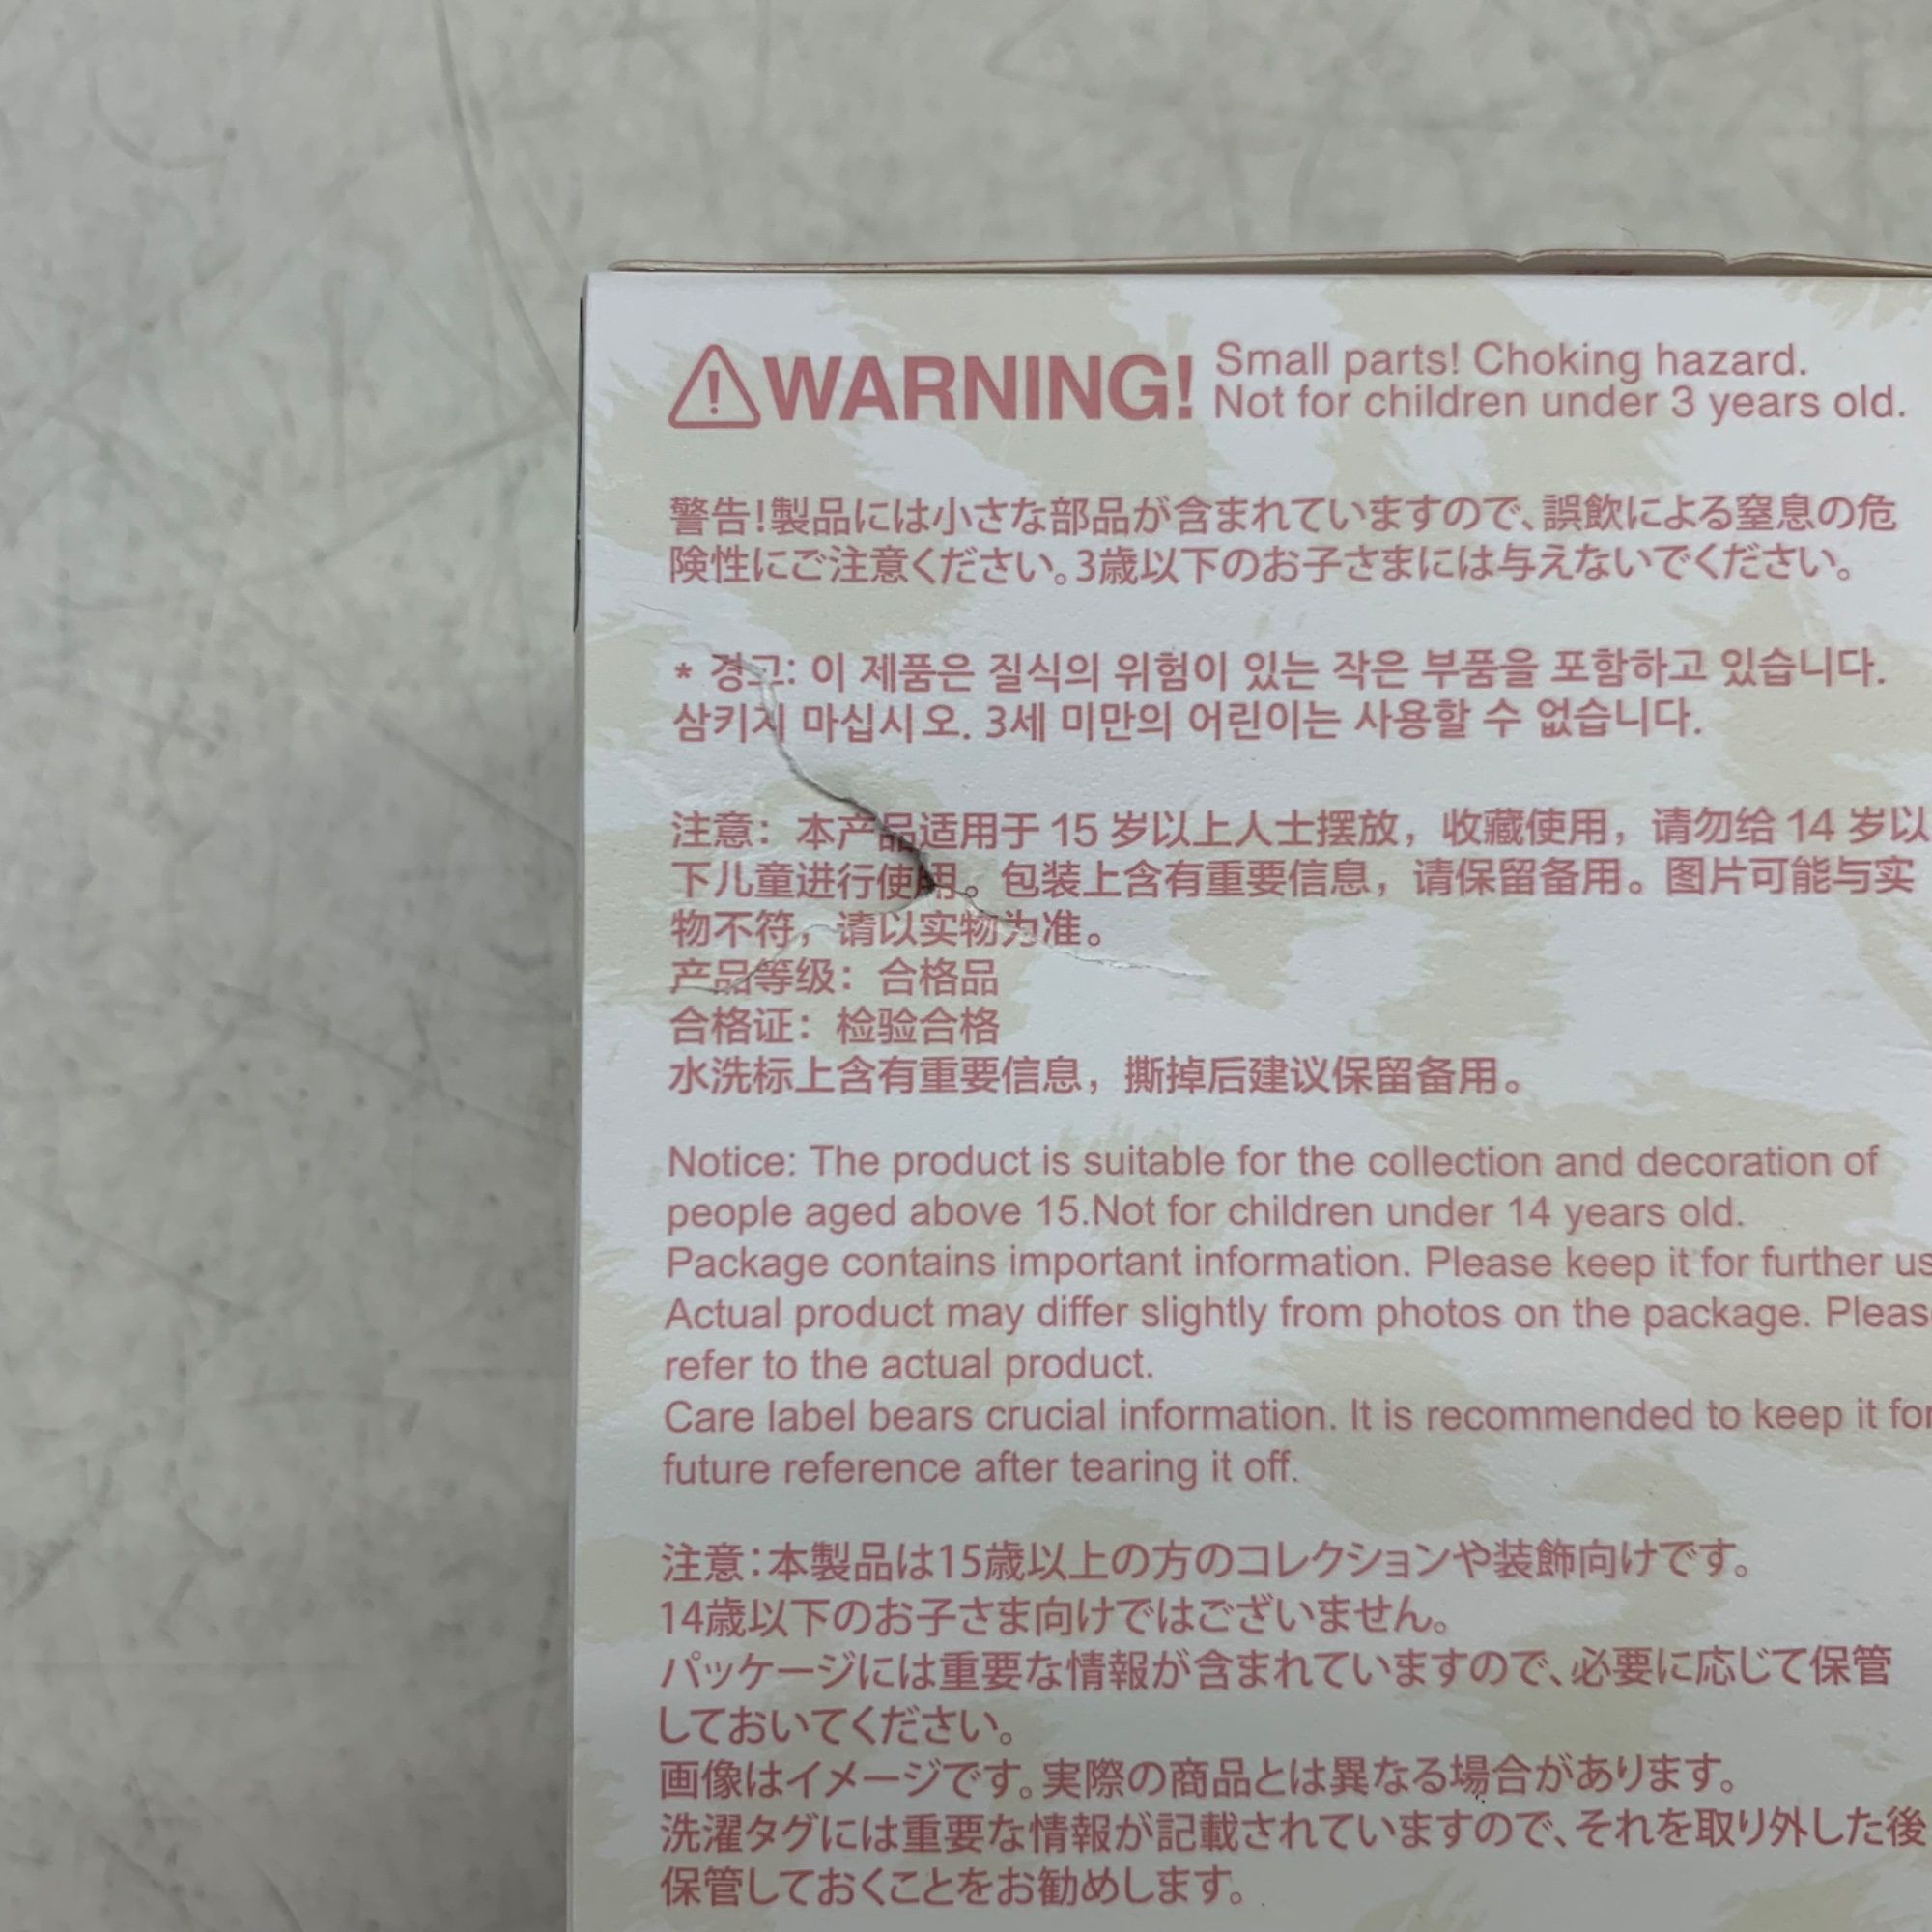 WARNING! Small parts! Choking hazard.
Not for children under 3 years old.
警告!製品には小さな部品が含まれていますので、誤飲による窒息の危
険性にご注意ください。3歳以下のお子さまには与えないでください。
* 경고: 이 제품은 질식의 위험이 있는 작은 부품을 포함하고 있습니다.
삼키지 마십시오. 3세 미만의 어린이는 사용할 수 없습니다.
注意：本产品适用于 15 岁以上人士摆放，收藏使用，请勿给 14 岁以
下儿童进行使用。包装上含有重要信息，请保留备用。图片可能与实
物不符，请以实物为准。
产品等级：合格品
合格证：检验合格
水洗标上含有重要信息，撕掉后建议保留备用。
Notice: The product is suitable for the collection and decoration of
people aged above 15.Not for children under 14 years old.
Package contains important information. Please keep it for further us
Actual product may differ slightly from photos on the package. Pleas
refer to the actual product.
Care label bears crucial information. It is recommended to keep it for
future reference after tearing it off.
注意：本製品は15歳以上の方のコレクションや装飾向けです。
14歳以下のお子さま向けではございません。
パッケージには重要な情報が含まれていますので、必要に応じて保管
しておいてください。
画像はイメージです。実際の商品とは異なる場合があります。
洗濯タグには重要な情報が記載されていますので、それを取り外した後
保管しておくことをお勧めします。